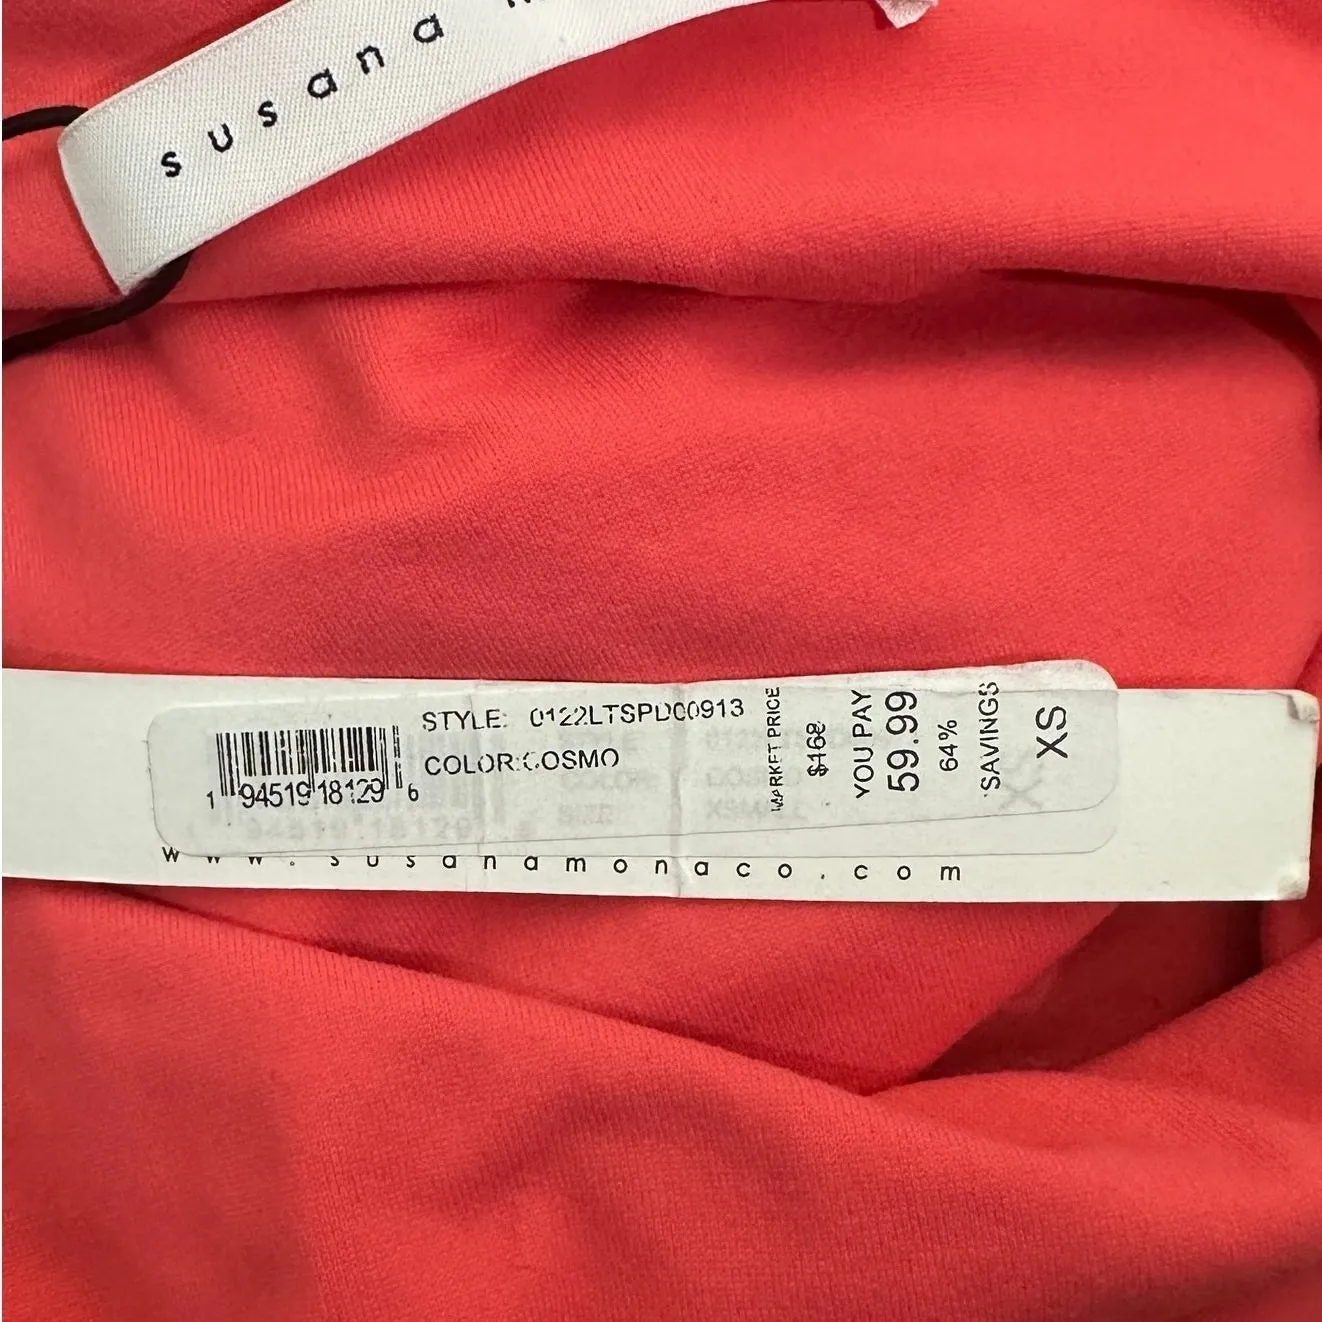 susana
STYLE: 0122LTSPDC0913
COLOR:COSMO
1 94519 18129 6
MARKET PRICE
$168
YOU PAY
59.99
64%
SAVINGS
XS
www.susanamonaco.com